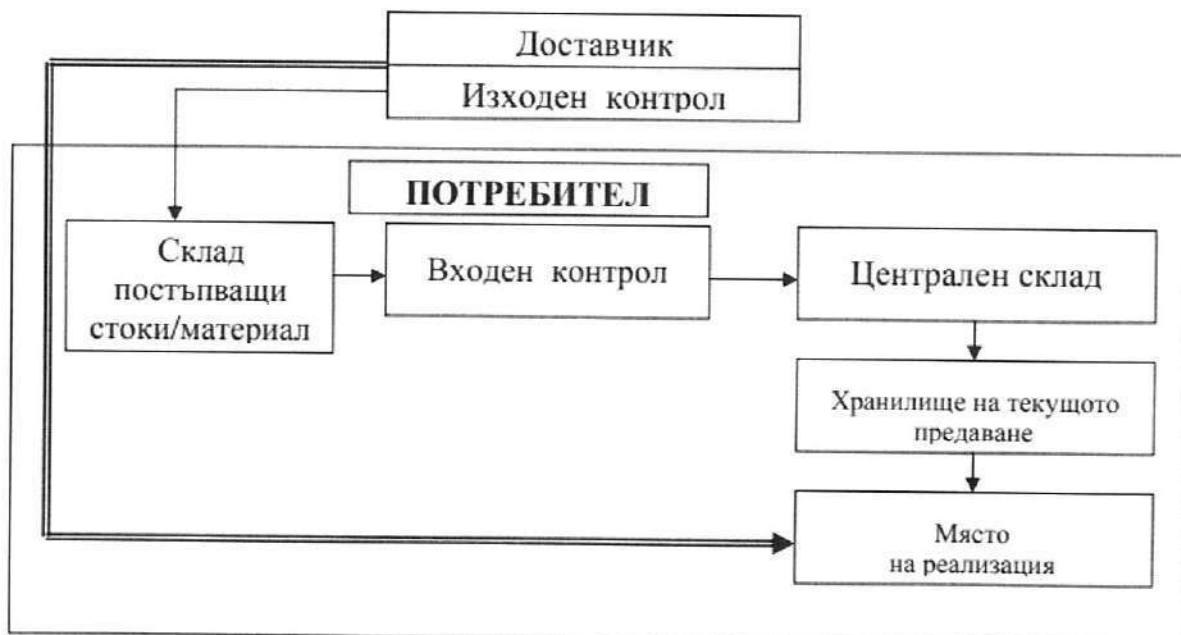 Доставчик
Изходен контрол
ПОТРЕБИТЕЛ
Склад
постъпващи
стоки/материал
Входен контрол
Централен склад
Хранилище на текущото
предаване
Място
на реализация